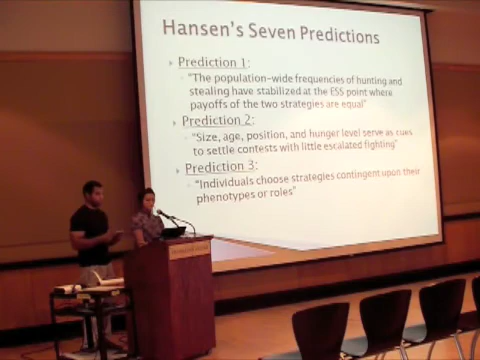 Hansen's Seven Predictions
Prediction 1:
"The population-wide frequencies of hunting and
stealing have stabilized at the ESS point where
payoffs of the two strategies are equal"
Prediction 2:
"Size, age, position, and hunger level serve as cues
to settle contests with little escalated fighting"
Prediction 3:
"Individuals choose strategies contingent upon their
phenotypes or roles"